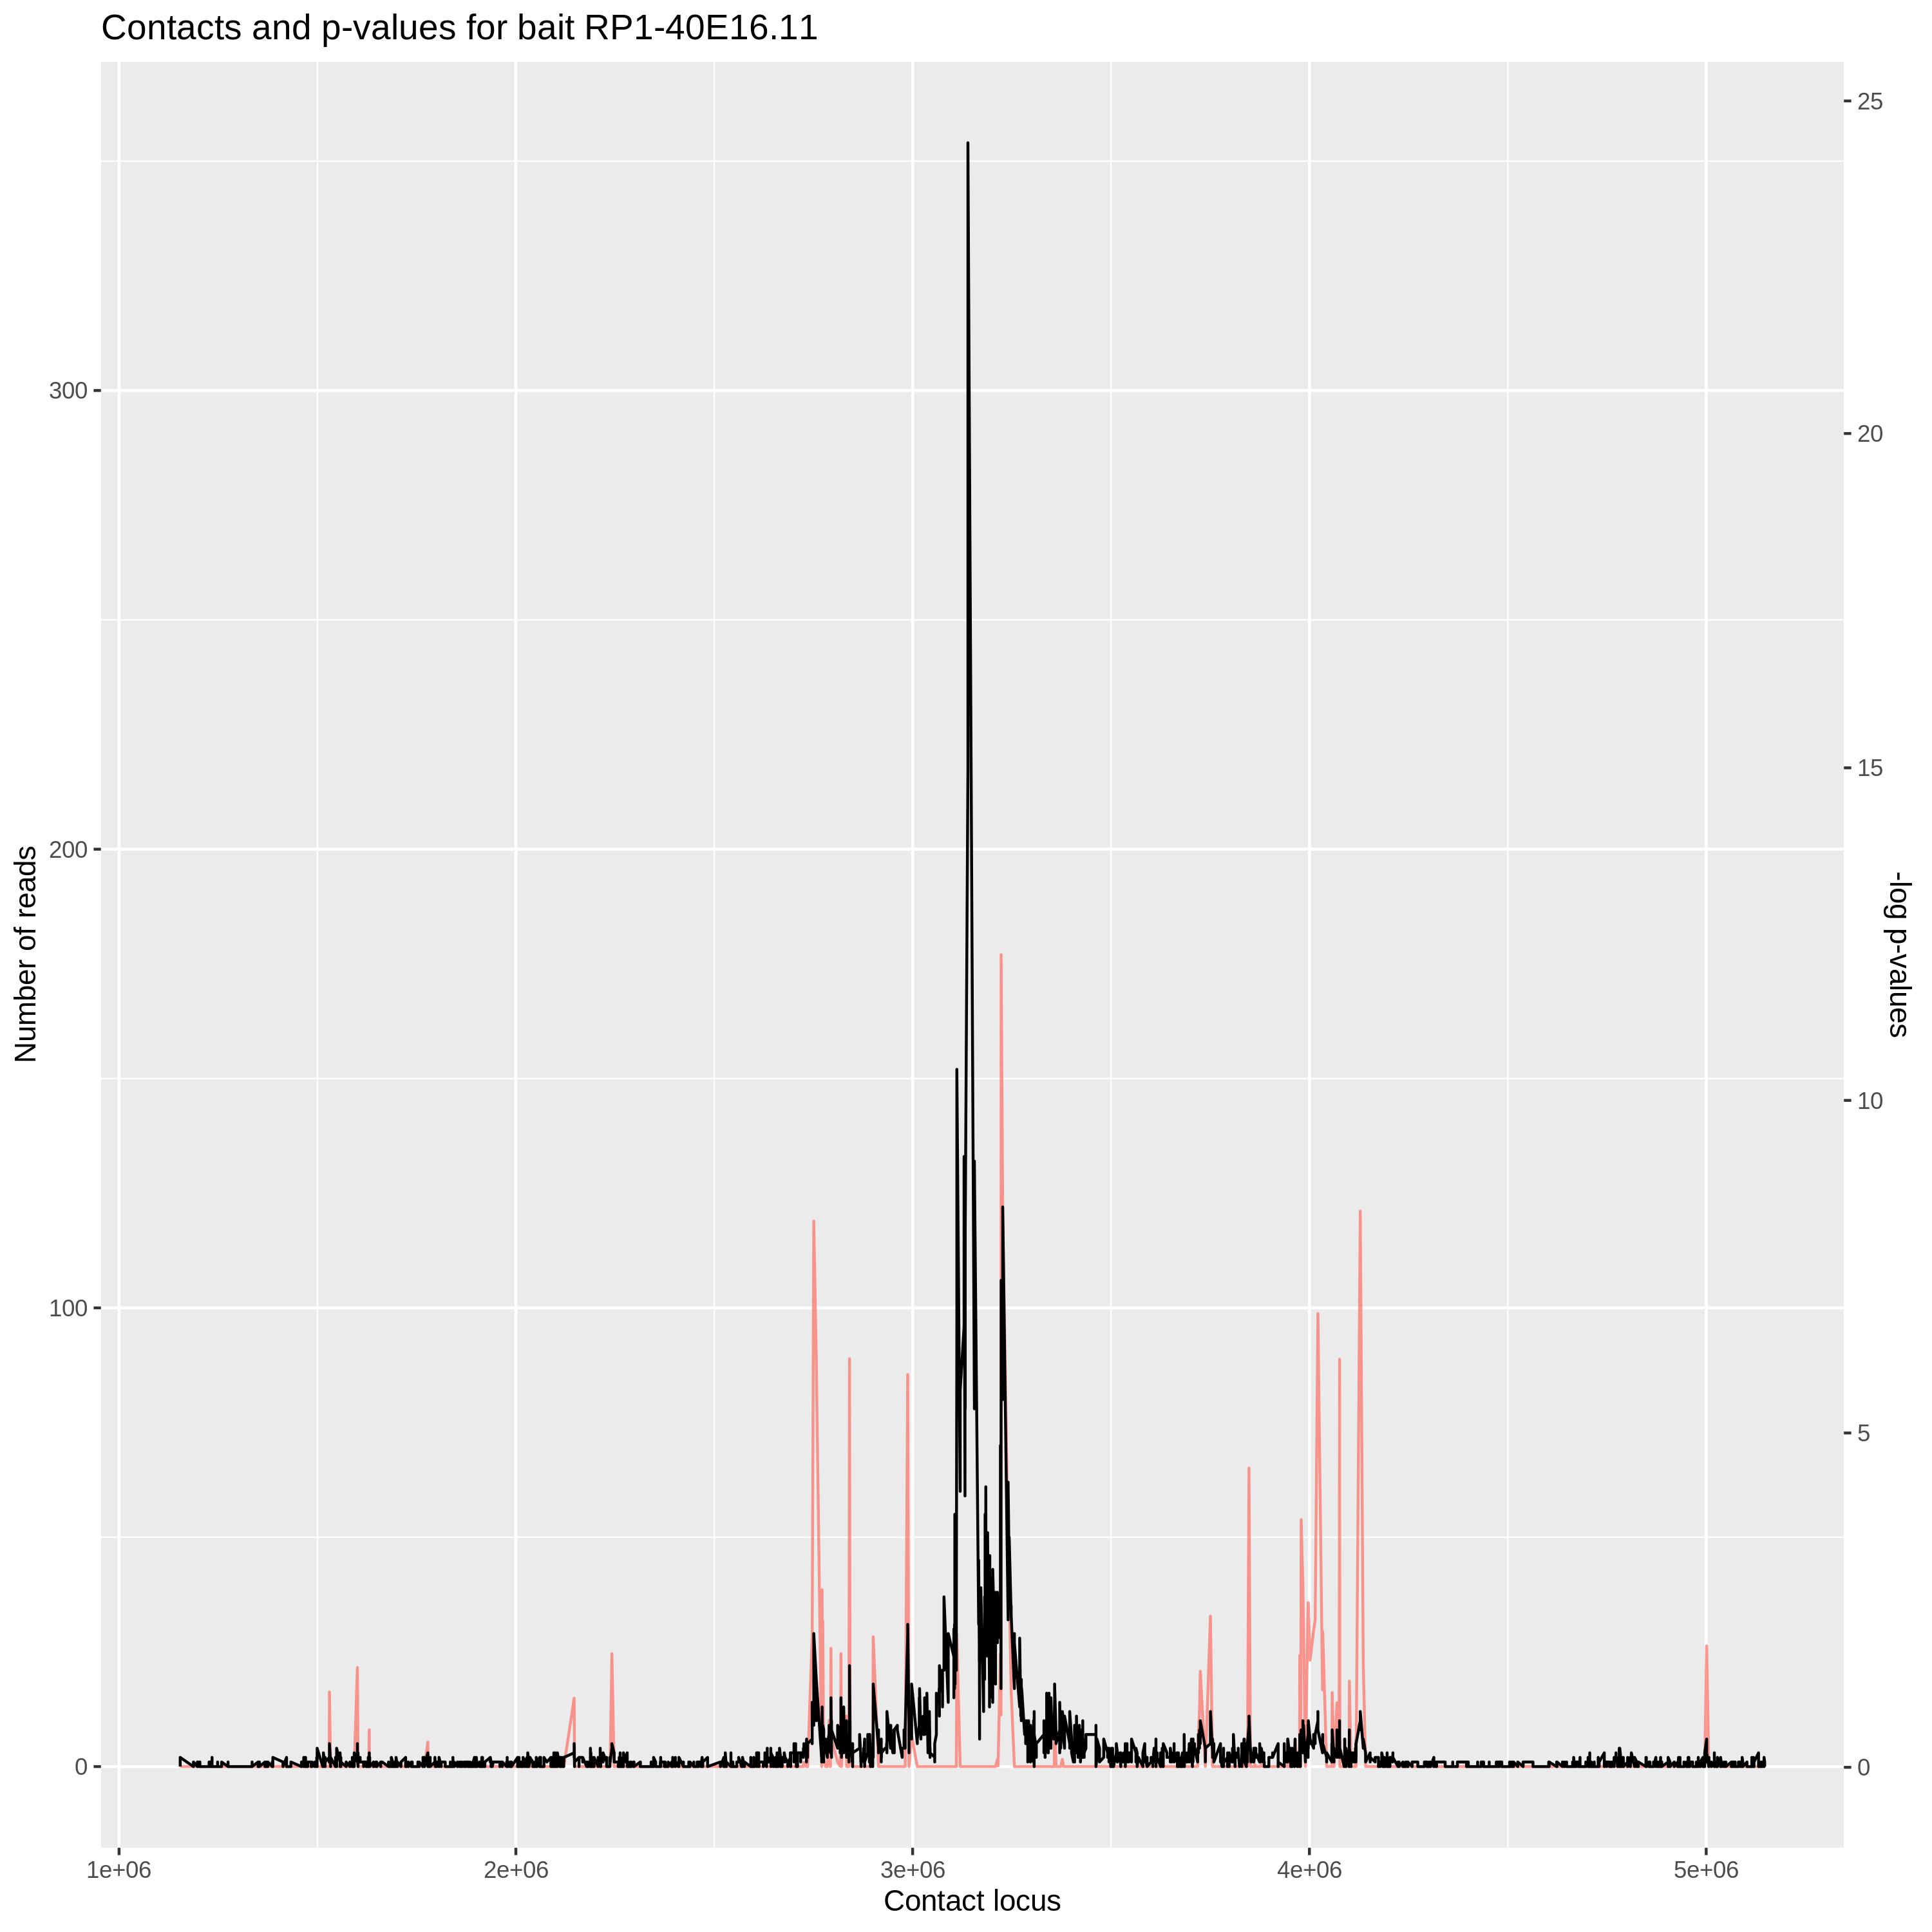 Contacts and p-values for bait RP1-40E16.11
Number of reads
300
200
100
0
25
20
15
10
5
0
-log p-values
1e+06 2e+06 3e+06 4e+06 5e+06
Contact locus